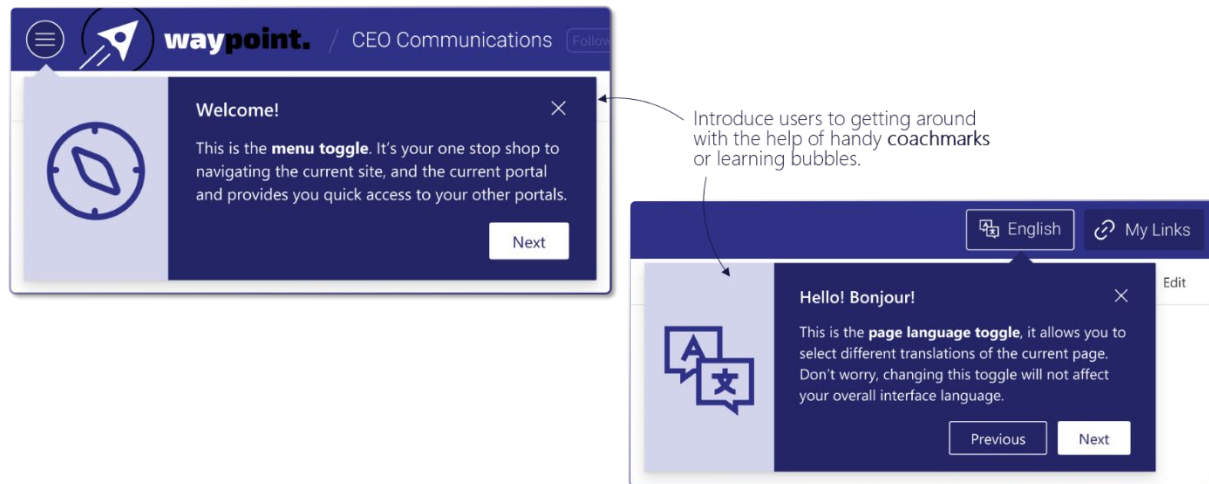 waypoint. / CEO Communications Follow
Welcome!
This is the menu toggle. It's your one stop shop to
navigating the current site, and the current portal
and provides you quick access to your other portals.
Next
Introduce users to getting around
with the help of handy coachmarks
or learning bubbles.
English My Links
Edit
Hello! Bonjour!
This is the page language toggle, it allows you to
select different translations of the current page.
Don't worry, changing this toggle will not affect
your overall interface language.
Previous Next
A 文